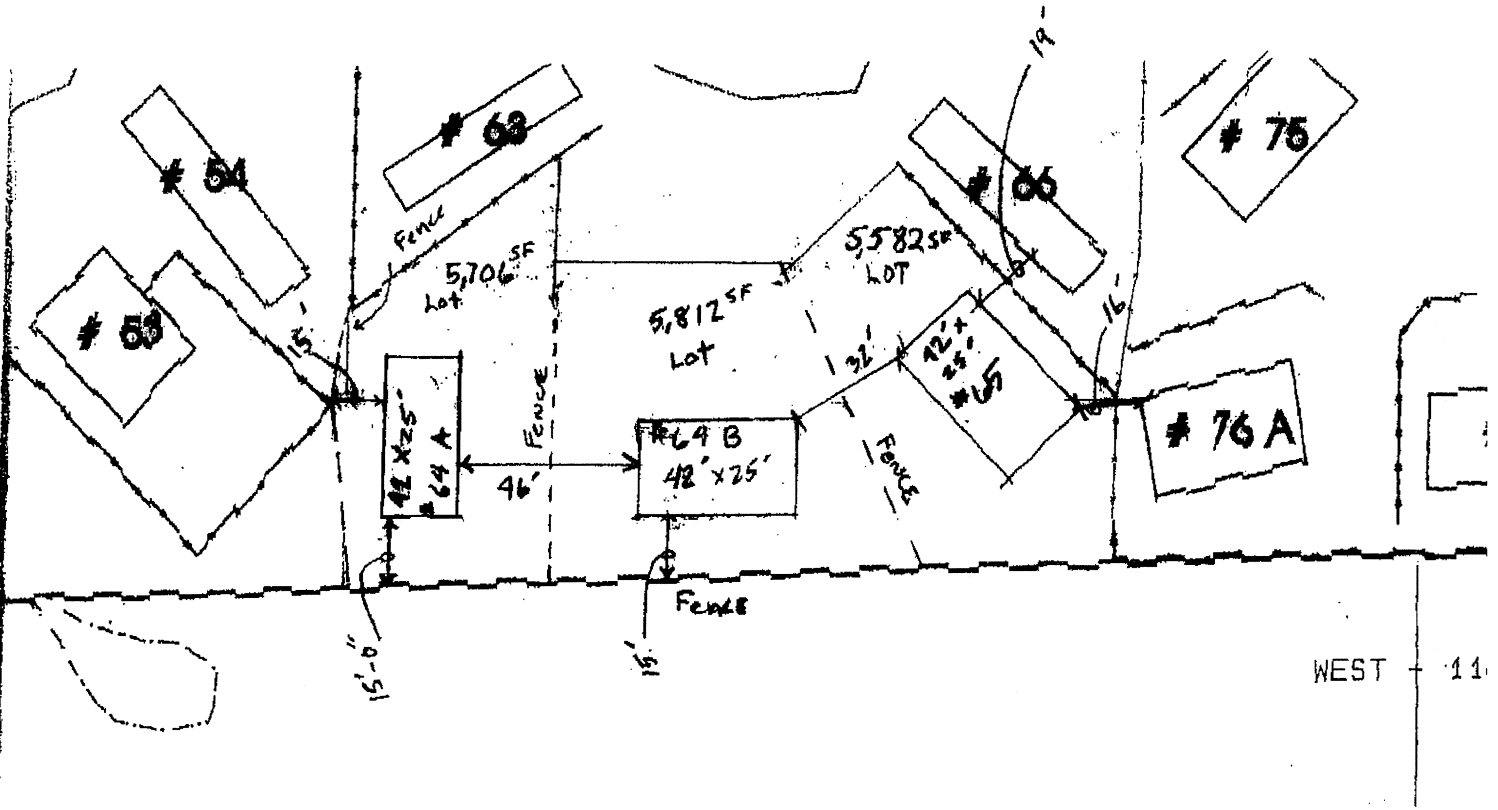 19'
# 54
# 63
# 75
# 66
Fence
5,706 SF
Lot
5,582 SF
LOT
# 53
15'
5,812 SF
Lot
16'
32'
42' x
25'
#65
FENCE
# 76 A
#64 B
42' x 25'
42' x 25'
#64 A
46'
FENCE
Fence
15'-0"
15'
WEST